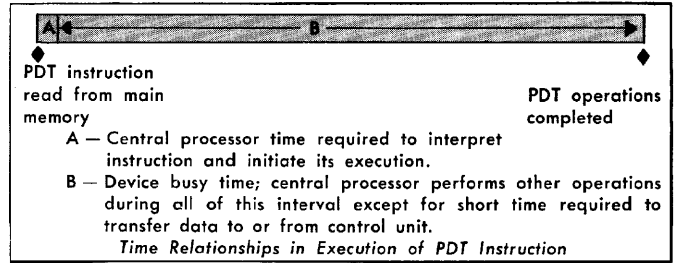 A B
PDT instruction
read from main
memory
PDT operations
completed
A — Central processor time required to interpret
instruction and initiate its execution.
B — Device busy time; central processor performs other operations
during all of this interval except for short time required to
transfer data to or from control unit.
Time Relationships in Execution of PDT Instruction